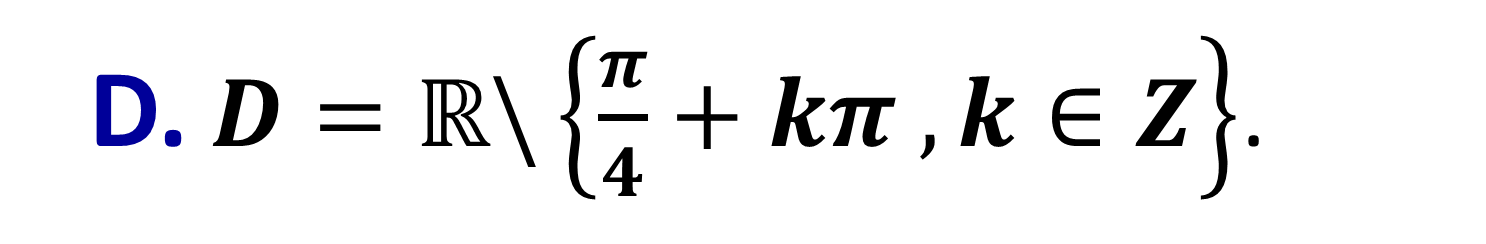 D. D = ℝ\{π/4 + kπ , k ∈ Z}.